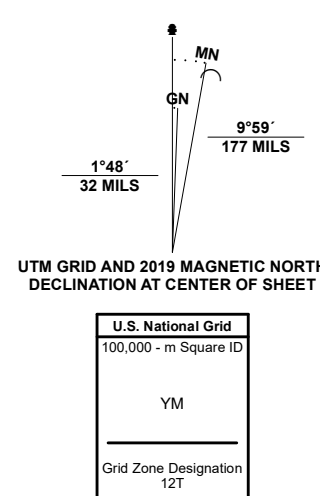 MN
GN
9°59´
177 MILS
1°48´
32 MILS
UTM GRID AND 2019 MAGNETIC NORTH
DECLINATION AT CENTER OF SHEET
U.S. National Grid
100,000 - m Square ID
YM
Grid Zone Designation
12T